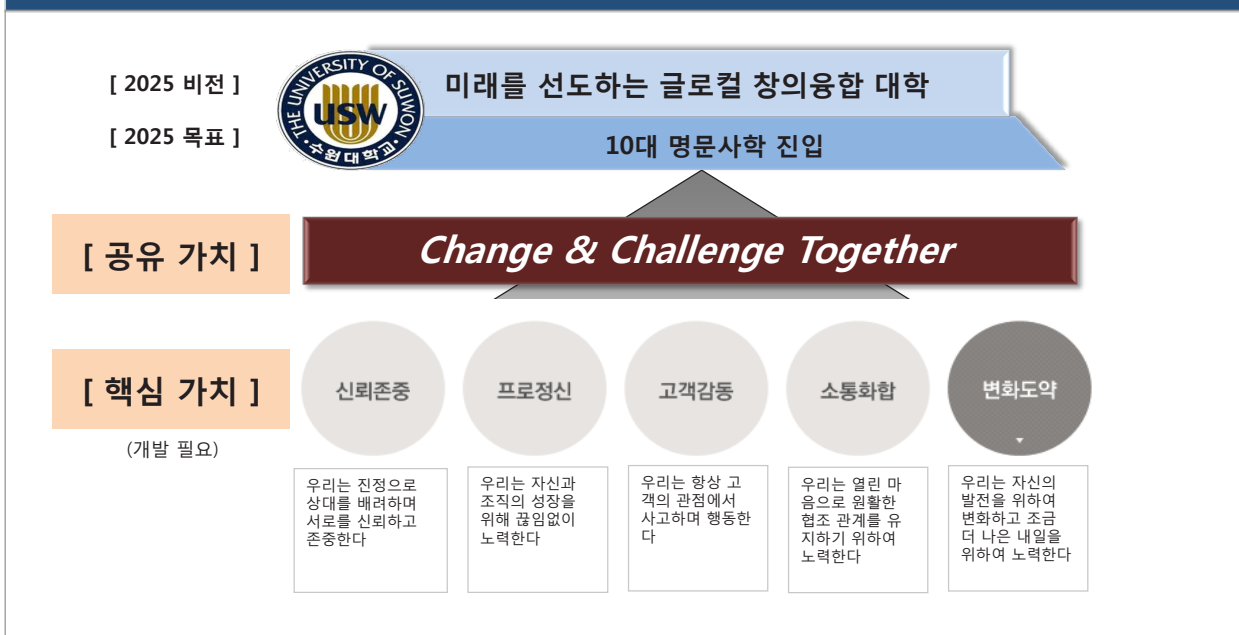 [ 2025 비전 ]
THE UNIVERSITY OF SUWON
USW
수원대학교
미래를 선도하는 글로컬 창의융합 대학
[ 2025 목표 ]
10대 명문사학 진입
[ 공유 가치 ]
Change & Challenge Together
[ 핵심 가치 ]
(개발 필요)
신뢰존중
프로정신
고객감동
소통화합
변화도약
우리는 진정으로
상대를 배려하며
서로를 신뢰하고
존중한다
우리는 자신과
조직의 성장을
위해 끊임없이
노력한다
우리는 항상 고
객의 관점에서
사고하며 행동한
다
우리는 열린 마
음으로 원활한
협조 관계를 유
지하기 위하여
노력한다
우리는 자신의
발전을 위하여
변화하고 조금
더 나은 내일을
위하여 노력한다